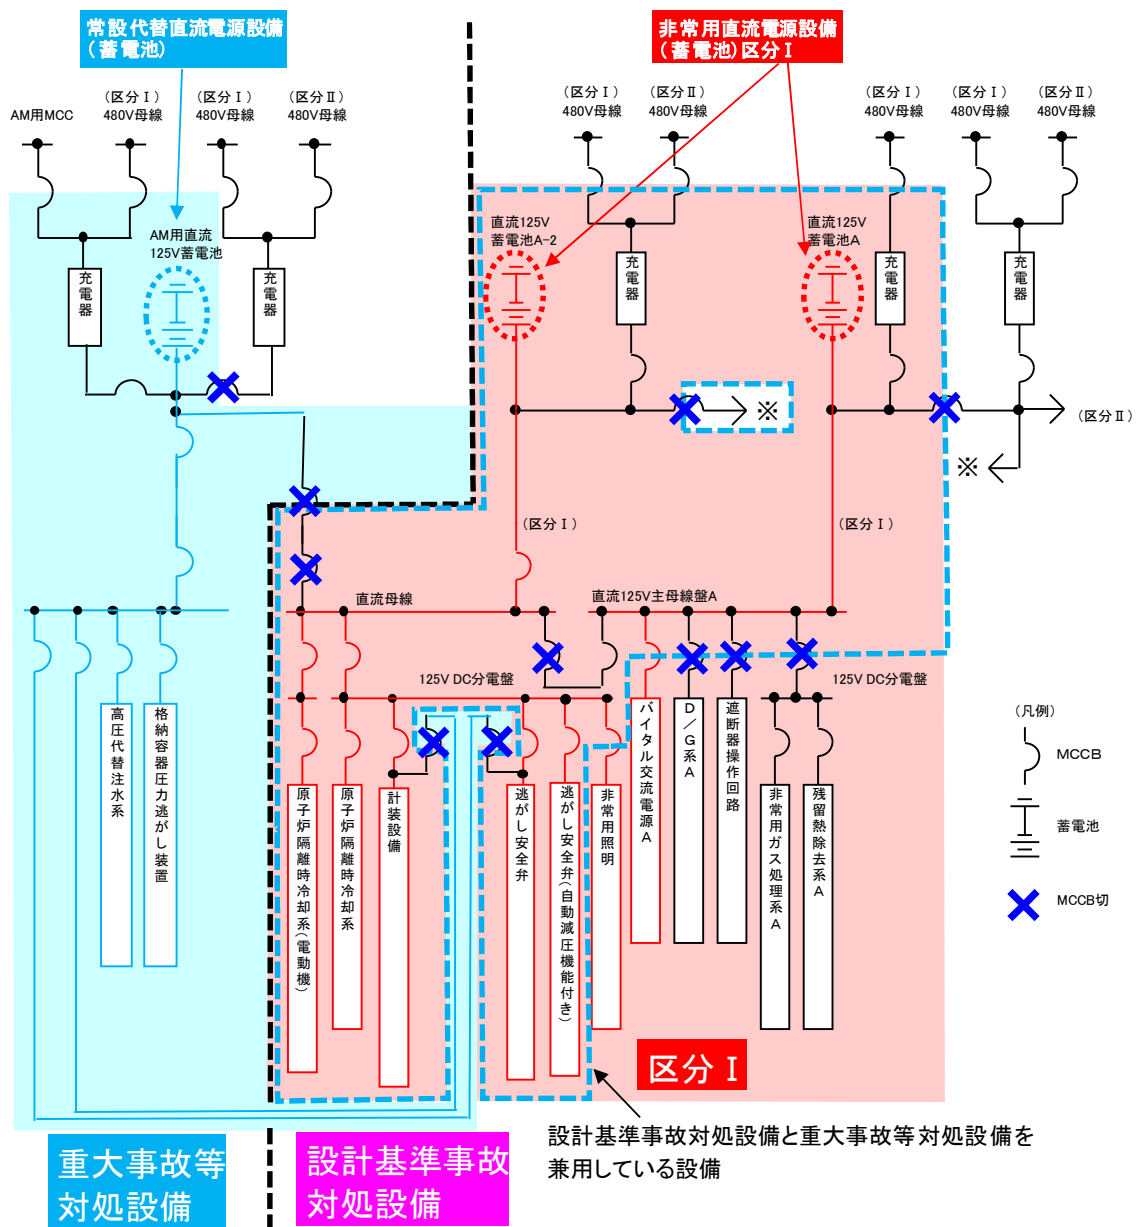 常設代替直流電源設備
(蓄電池)
非常用直流電源設備
(蓄電池)区分Ⅰ
AM用MCC
(区分Ⅰ)
480V母線
(区分Ⅰ)
480V母線
(区分Ⅱ)
480V母線
(区分Ⅰ)
480V母線
(区分Ⅱ)
480V母線
(区分Ⅰ)
480V母線
(区分Ⅰ)
480V母線
(区分Ⅱ)
480V母線
AM用直流
125V蓄電池
直流125V
蓄電池A-2
直流125V
蓄電池A
充電器
充電器
充電器
充電器
充電器
※
(区分Ⅱ)
※
(区分Ⅰ)
(区分Ⅰ)
直流母線
直流125V主母線盤A
125V DC分電盤
125V DC分電盤
高圧代替注水系
格納容器圧力逃がし装置
原子炉隔離時冷却系(電動機)
原子炉隔離時冷却系
計装設備
逃がし安全弁
逃がし安全弁(自動減圧機能付き)
非常用照明
バイタル交流電源A
D/G系A
遮断器操作回路
非常用ガス処理系A
残留熱除去系A
(凡例)
MCCB
蓄電池
MCCB切
区分Ⅰ
設計基準事故対処設備と重大事故等対処設備を
兼用している設備
重大事故等
対処設備
設計基準事故
対処設備